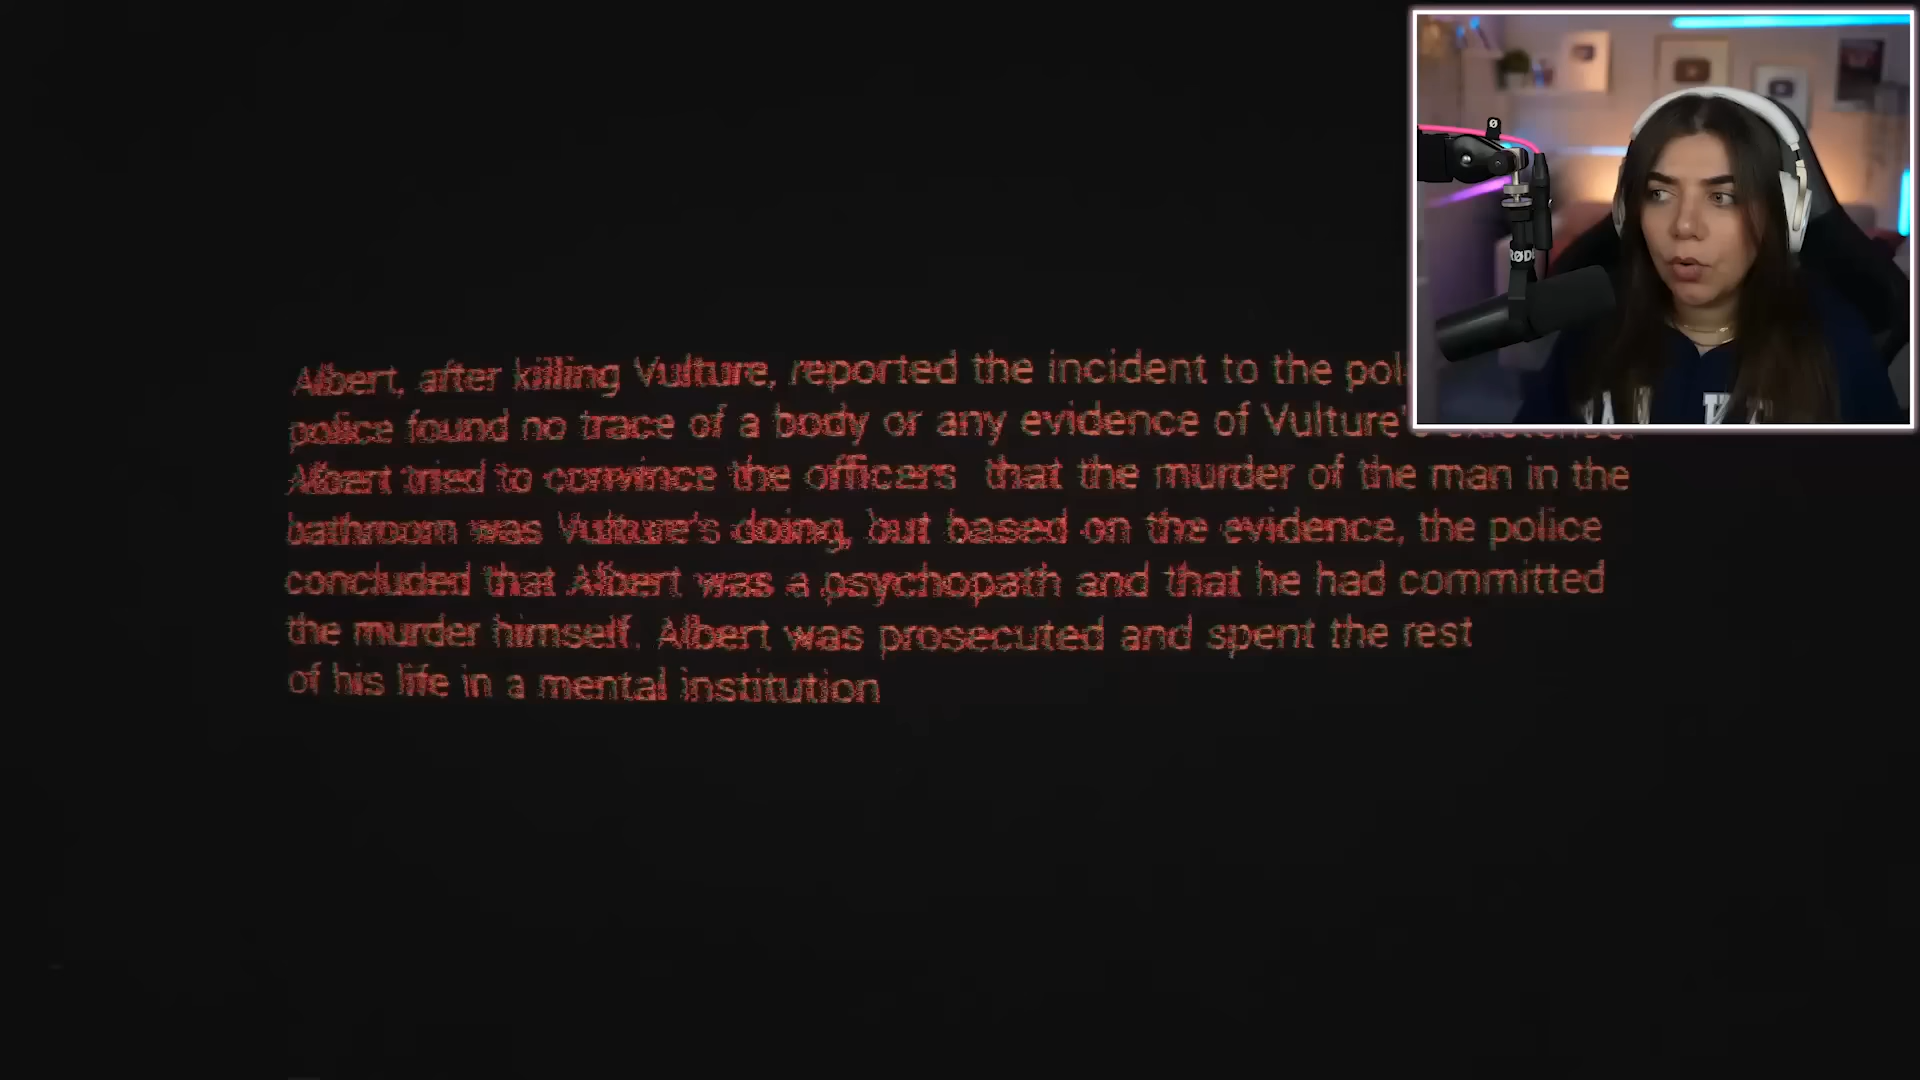 Albert, after killing Vulture, reported the incident to the
police found no trace of a body or any evidence of Vulture's
Albert tried to convince the officers that the murder of the man in the
bathroom was Vulture's doing, but based on the evidence, the police
concluded that Albert was a psychopath and that he had committed
the murder himself. Albert was prosecuted and spent the rest
of his life in a mental institution
RØDE